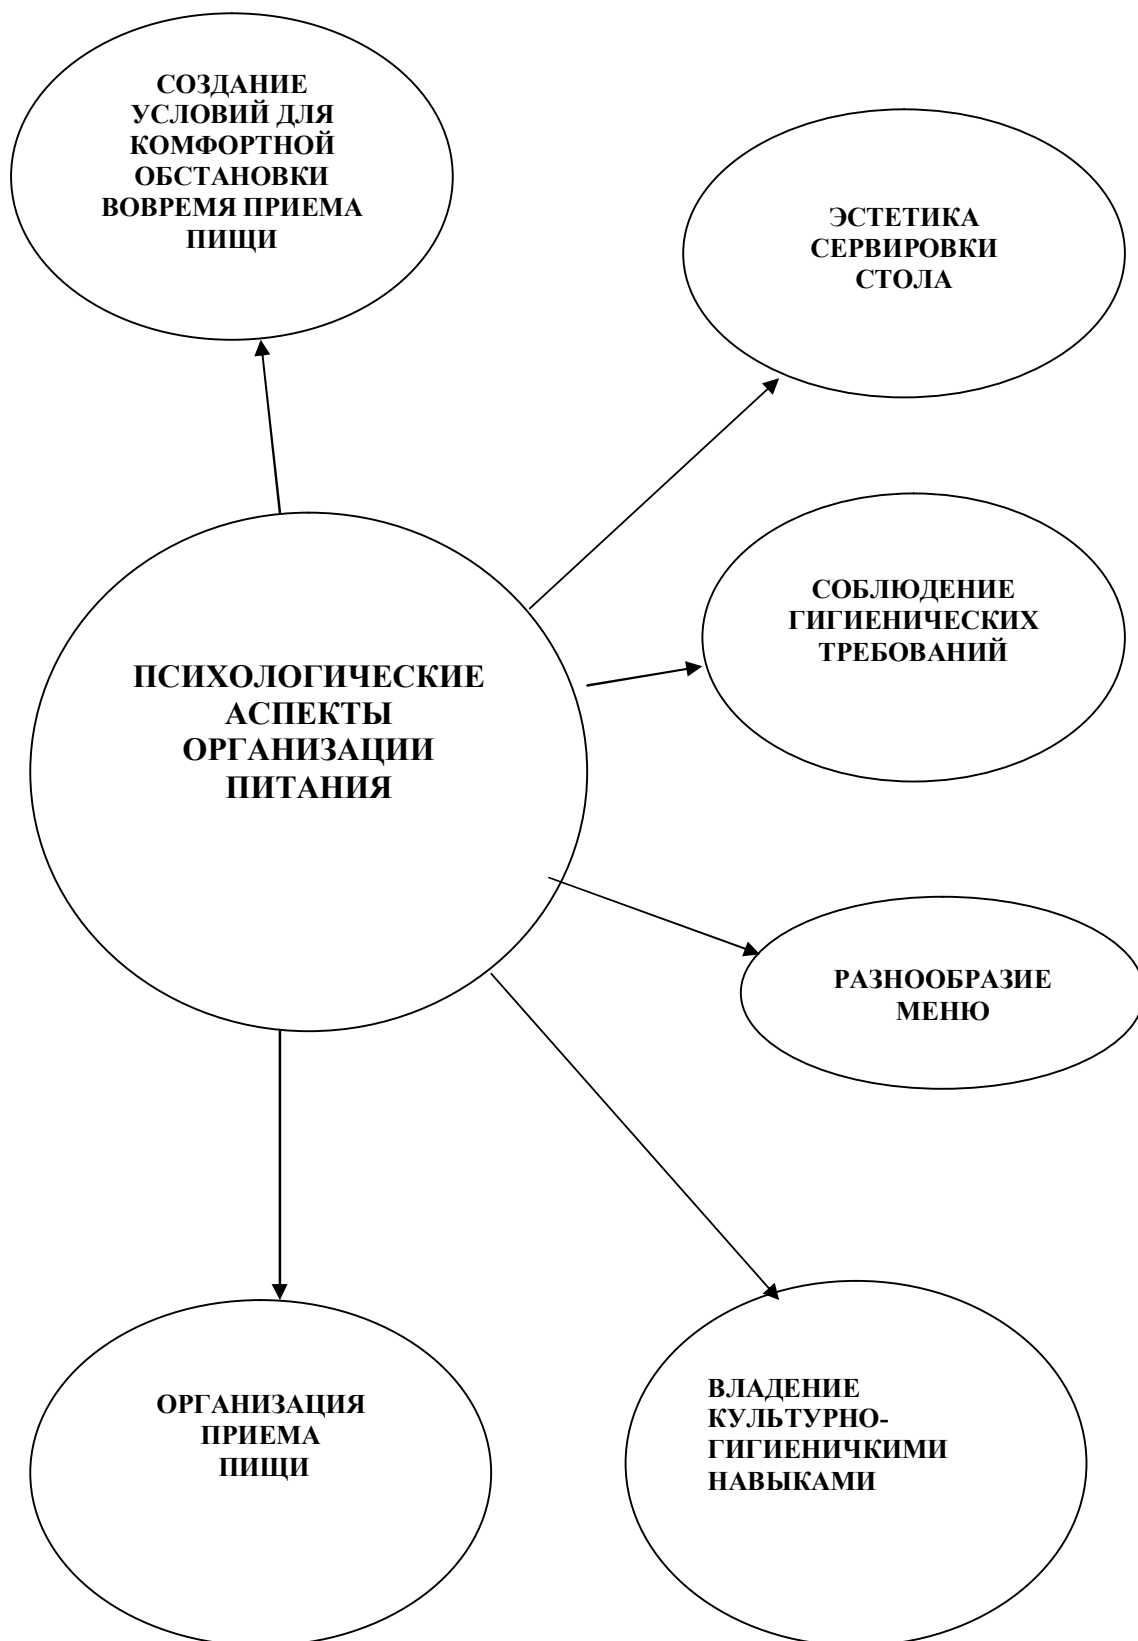 СОЗДАНИЕ
УСЛОВИЙ ДЛЯ
КОМФОРТНОЙ
ОБСТАНОВКИ
ВОВРЕМЯ ПРИЕМА
ПИЩИ
ЭСТЕТИКА
СЕРВИРОВКИ
СТОЛА
СОБЛЮДЕНИЕ
ГИГИЕНИЧЕСКИХ
ТРЕБОВАНИЙ
ПСИХОЛОГИЧЕСКИЕ
АСПЕКТЫ
ОРГАНИЗАЦИИ
ПИТАНИЯ
РАЗНООБРАЗИЕ
МЕНЮ
ОРГАНИЗАЦИЯ
ПРИЕМА
ПИЩИ
ВЛАДЕНИЕ
КУЛЬТУРНО-
ГИГИЕНИЧКИМИ
НАВЫКАМИ